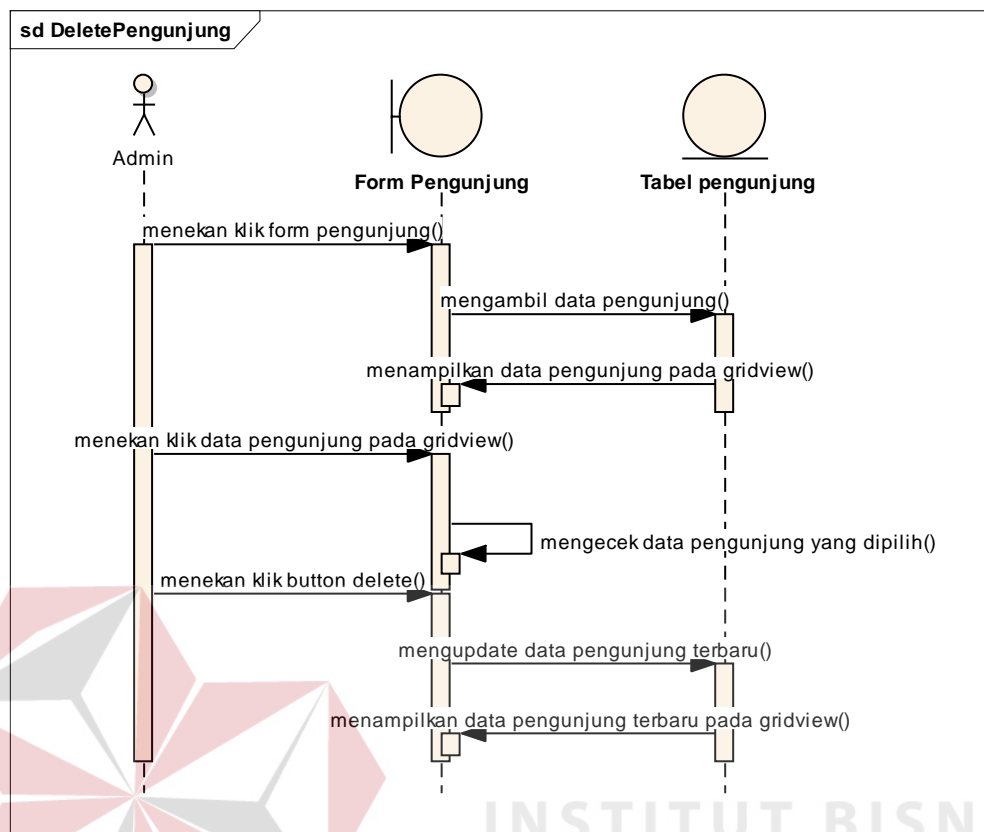 sd DeletePengunjung
Admin
Form Pengunjung
Tabel pengunjung
menekan klik form pengunjung()
mengambil data pengunjung()
menampilkan data pengunjung pada gridview()
menekan klik data pengunjung pada gridview()
mengecek data pengunjung yang dipilih()
menekan klik button delete()
mengupdate data pengunjung terbaru()
menampilkan data pengunjung terbaru pada gridview()
INSTITUT BISN